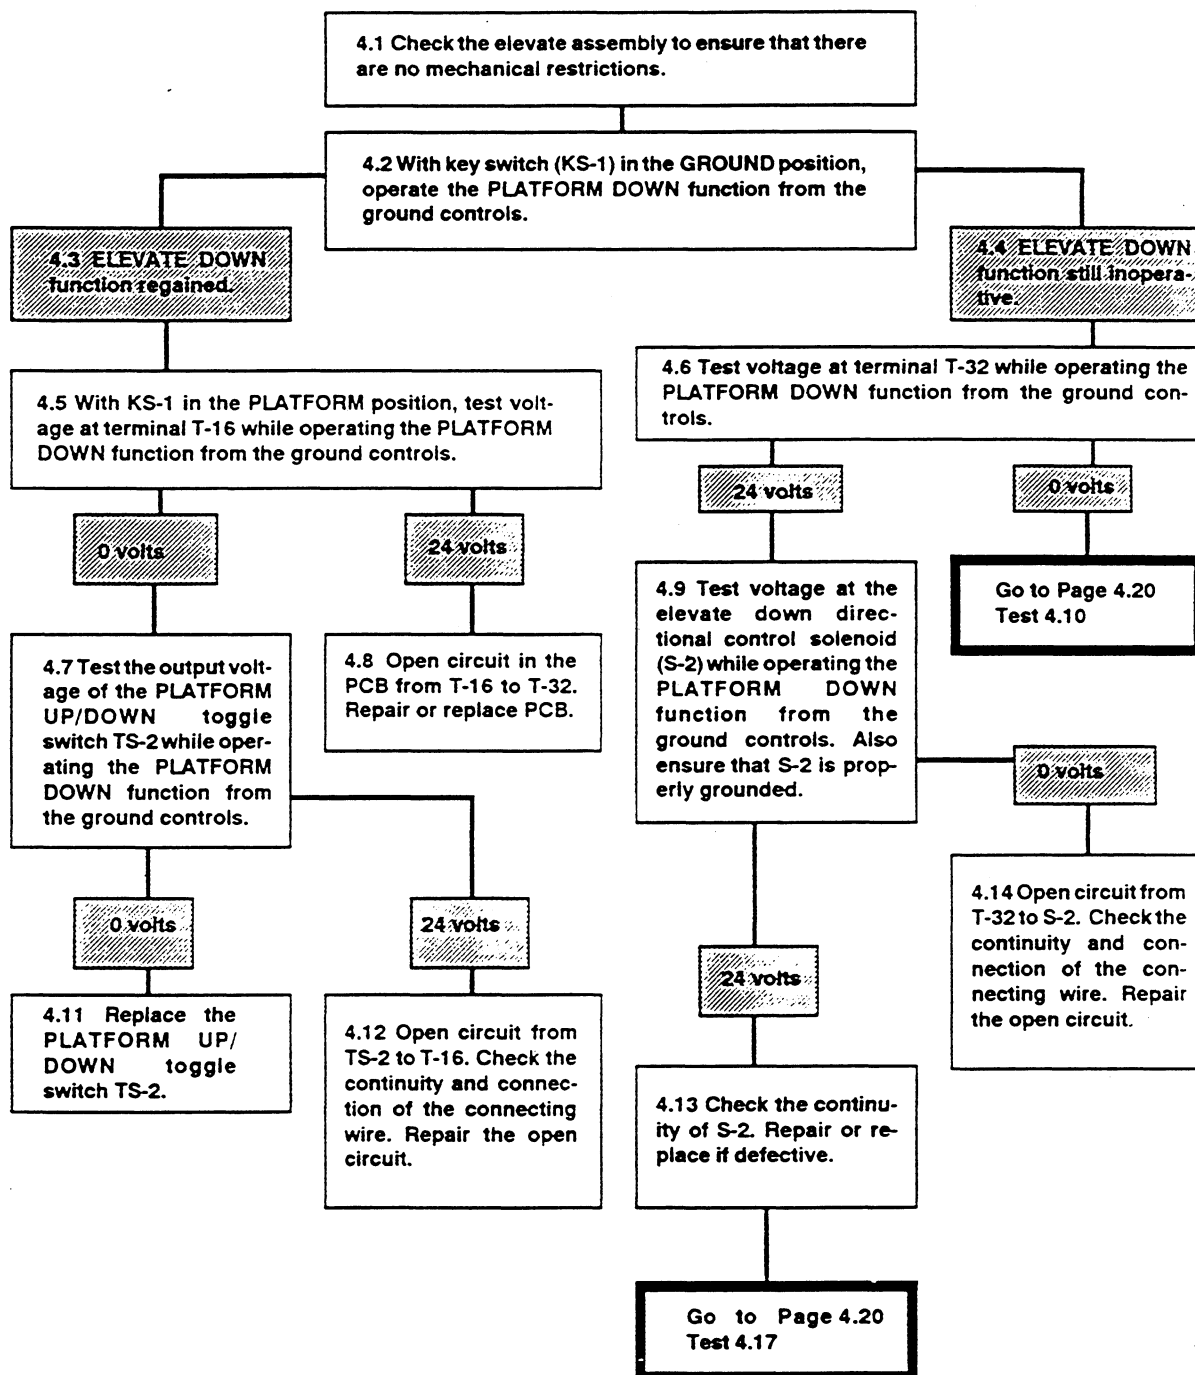 4.1 Check the elevate assembly to ensure that there
are no mechanical restrictions.
4.2 With key switch (KS-1) in the GROUND position,
operate the PLATFORM DOWN function from the
ground controls.
4.3 ELEVATE DOWN
function regained.
4.4 ELEVATE DOWN
function still inopera-
tive.
4.5 With KS-1 in the PLATFORM position, test volt-
age at terminal T-16 while operating the PLATFORM
DOWN function from the ground controls.
4.6 Test voltage at terminal T-32 while operating the
PLATFORM DOWN function from the ground con-
trols.
0 volts
24 volts
24 volts
0 volts
4.7 Test the output volt-
age of the PLATFORM
UP/DOWN toggle
switch TS-2 while oper-
ating the PLATFORM
DOWN function from
the ground controls.
4.8 Open circuit in the
PCB from T-16 to T-32.
Repair or replace PCB.
4.9 Test voltage at the
elevate down direc-
tional control solenoid
(S-2) while operating the
PLATFORM DOWN
function from the
ground controls. Also
ensure that S-2 is prop-
erly grounded.
Go to Page 4.20
Test 4.10
0 volts
24 volts
24 volts
0 volts
4.11 Replace the
PLATFORM UP/
DOWN toggle
switch TS-2.
4.12 Open circuit from
TS-2 to T-16. Check the
continuity and connec-
tion of the connecting
wire. Repair the open
circuit.
4.13 Check the continu-
ity of S-2. Repair or re-
place if defective.
4.14 Open circuit from
T-32 to S-2. Check the
continuity and con-
nection of the con-
necting wire. Repair
the open circuit.
Go to Page 4.20
Test 4.17